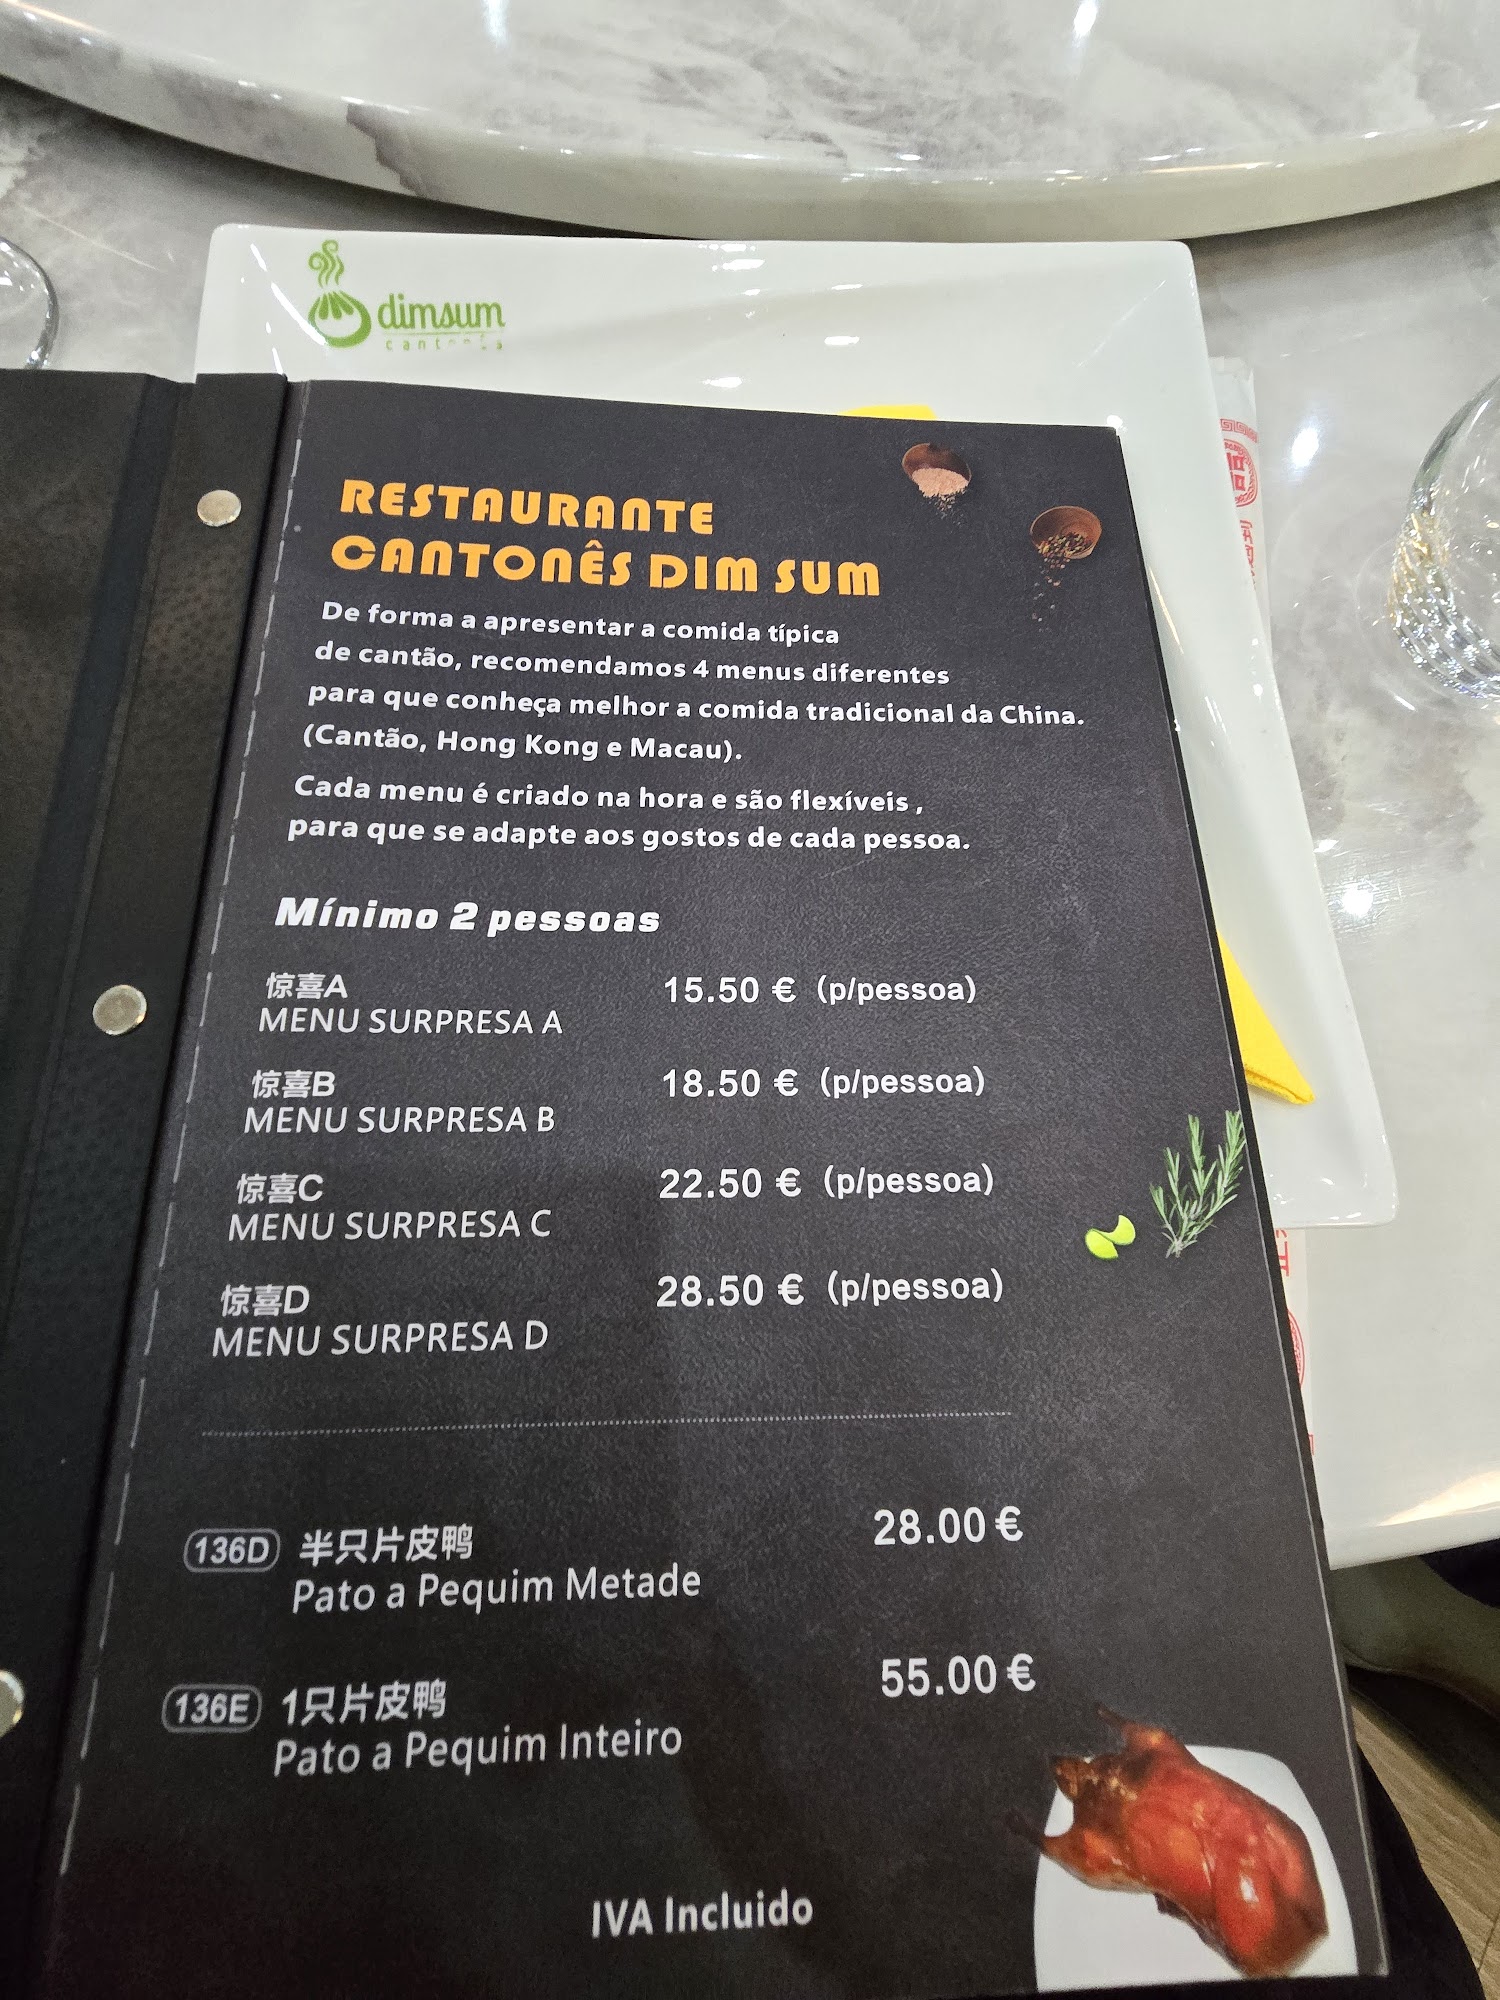 dimsum
RESTAURANTE
CANTONÊS DIM SUM
De forma a apresentar a comida típica
de cantão, recomendamos 4 menus diferentes
para que conheça melhor a comida tradicional da China.
(Cantão, Hong Kong e Macau).
Cada menu é criado na hora e são flexíveis ,
para que se adapte aos gostos de cada pessoa.
Mínimo 2 pessoas
惊喜A 15.50 € (p/pessoa)
MENU SURPRESA A
惊喜B 18.50 € (p/pessoa)
MENU SURPRESA B
惊喜C 22.50 € (p/pessoa)
MENU SURPRESA C
惊喜D 28.50 € (p/pessoa)
MENU SURPRESA D
136D 半只片皮鸭 28.00 €
Pato a Pequim Metade
136E 1只片皮鸭 55.00 €
Pato a Pequim Inteiro
IVA Incluido